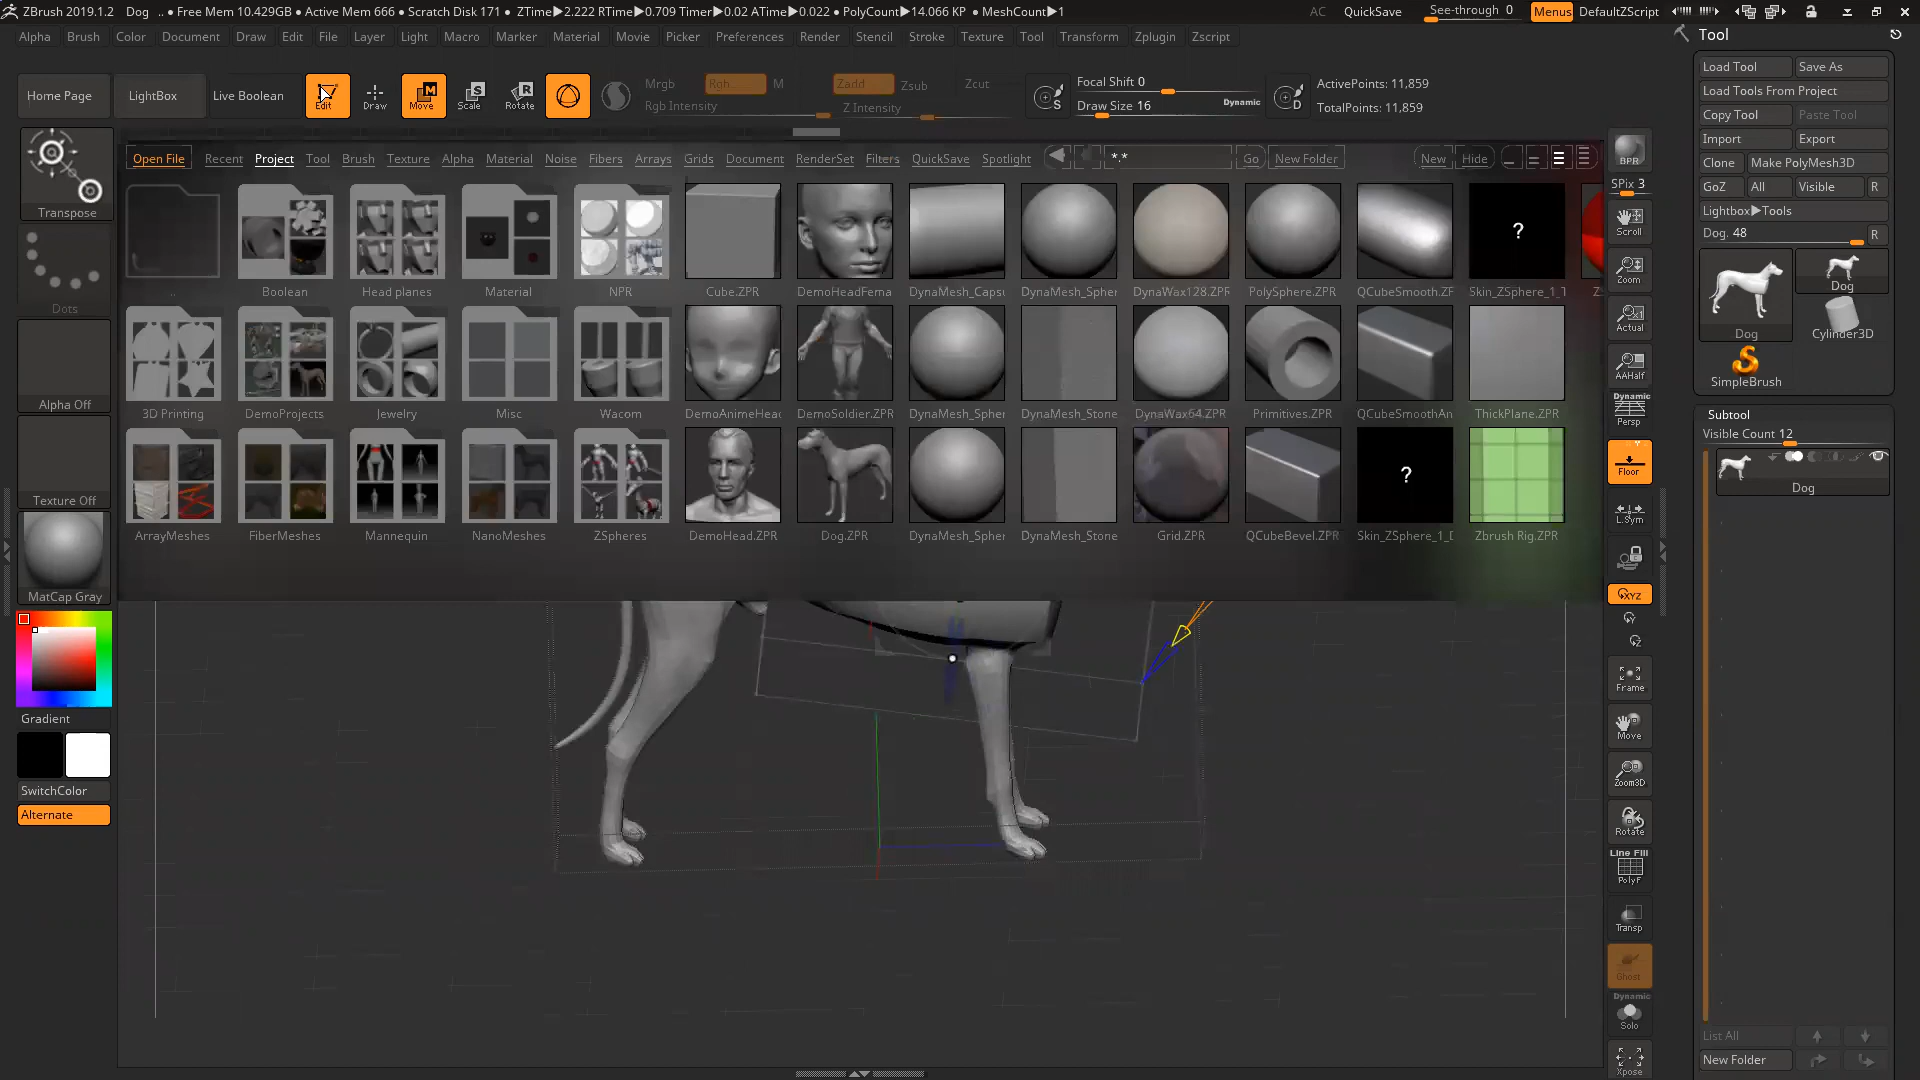 ZBrush 2019.1.2 Dog .. • Free Mem 10.429GB • Active Mem 666 • Scratch Disk 171 • ZTime▶2.222 RTime▶0.709 Timer▶0.02 ATime▶0.022 • PolyCount▶14.066 KP • MeshCount▶1 AC QuickSave See-through 0 Menus DefaultZScript
Alpha Brush Color Document Draw Edit File Layer Light Macro Marker Material Movie Picker Preferences Render Stencil Stroke Texture Tool Transform Zplugin Zscript
Home Page LightBox Live Boolean Edit Draw Move Scale Rotate
Mrgb Rgb M Zadd Zsub Zcut
Rgb Intensity Z Intensity
S Focal Shift 0 D ActivePoints: 11,859
Draw Size 16 Dynamic TotalPoints: 11,859
Open File Recent Project Tool Brush Texture Alpha Material Noise Fibers Arrays Grids Document RenderSet Filters QuickSave Spotlight *.* Go New Folder New Hide
.. Boolean Head planes Material NPR Cube.ZPR DemoHeadFema DynaMesh_Capsu DynaMesh_Spher DynaWax128.ZPR PolySphere.ZPR QCubeSmooth.ZF Skin_ZSphere_1_1
3D Printing DemoProjects Jewelry Misc Wacom DemoAnimeHeac DemoSoldier.ZPR DynaMesh_Spher DynaMesh_Stone DynaWax64.ZPR Primitives.ZPR QCubeSmoothAn ThickPlane.ZPR
ArrayMeshes FiberMeshes Mannequin NanoMeshes ZSpheres DemoHead.ZPR Dog.ZPR DynaMesh_Spher DynaMesh_Stone Grid.ZPR QCubeBevel.ZPR Skin_ZSphere_1_D Zbrush Rig.ZPR
Transpose
Dots
Alpha Off
Texture Off
MatCap Gray
Gradient
SwitchColor
Alternate
BPR
SPix 3
Scroll
Zoom
Actual
AAHalf
Dynamic
Persp
Floor
L.Sym
XYZ
Frame
Move
Zoom3D
Rotate
Line Fill
PolyF
Transp
Ghost
Dynamic
Solo
Xpose
Tool
Load Tool Save As
Load Tools From Project
Copy Tool Paste Tool
Import Export
Clone Make PolyMesh3D
GoZ All Visible R
Lightbox▶Tools
Dog. 48 R
Dog
Dog Cylinder3D
SimpleBrush
Subtool
Visible Count 12
Dog
List All
New Folder